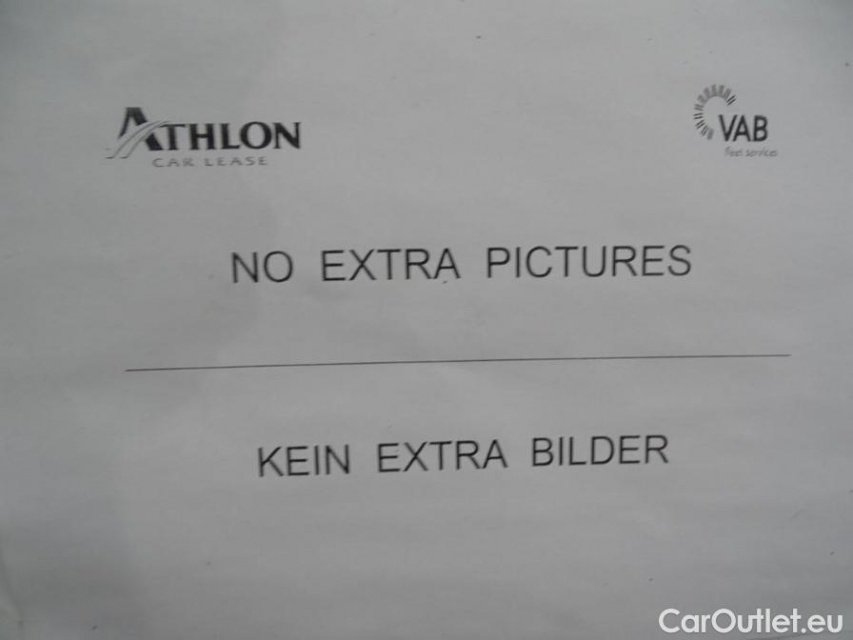 ATHLON
CAR LEASE
VAB
fleet services
NO EXTRA PICTURES
KEIN EXTRA BILDER
CarOutlet.eu